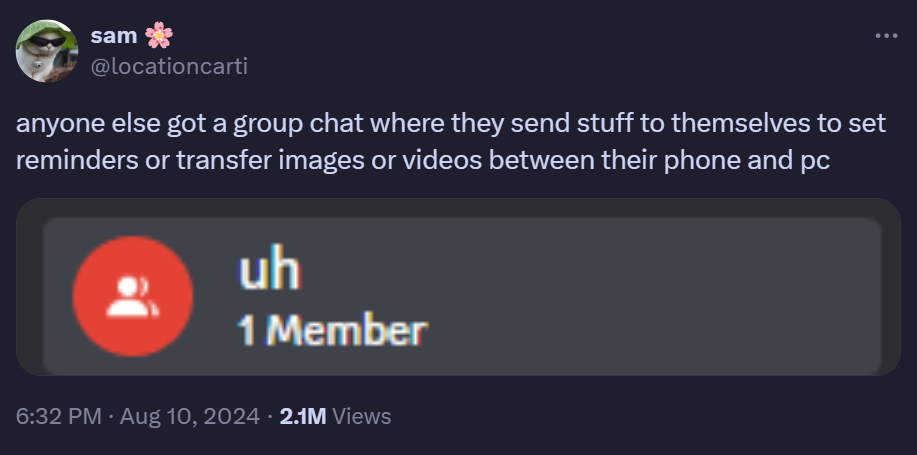 sam 🌸
@locationcarti
anyone else got a group chat where they send stuff to themselves to set
reminders or transfer images or videos between their phone and pc
uh
1 Member
6:32 PM · Aug 10, 2024 · 2.1M Views